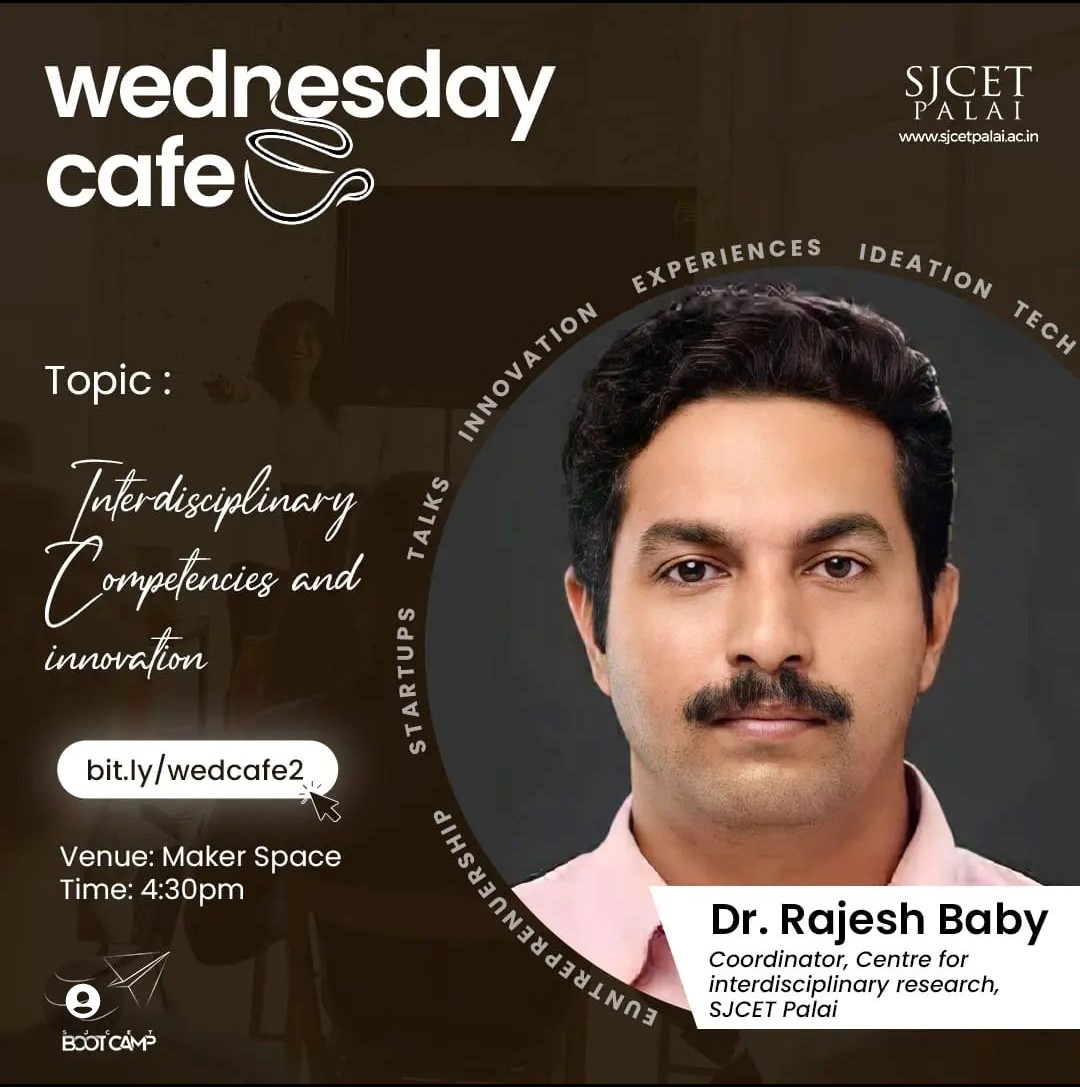 wednesday
cafe
SJCET
PALAI
www.sjcetpalai.ac.in
Topic :
Interdisciplinary
Competencies and
innovation
bit.ly/wedcafe2
Venue: Maker Space
Time: 4:30pm
EUNTREPRENUERSHIP STARTUPS TALKS INNOVATION EXPERIENCES IDEATION TECH
Dr. Rajesh Baby
Coordinator, Centre for
interdisciplinary research,
SJCET Palai
SJCET
BOOTCAMP